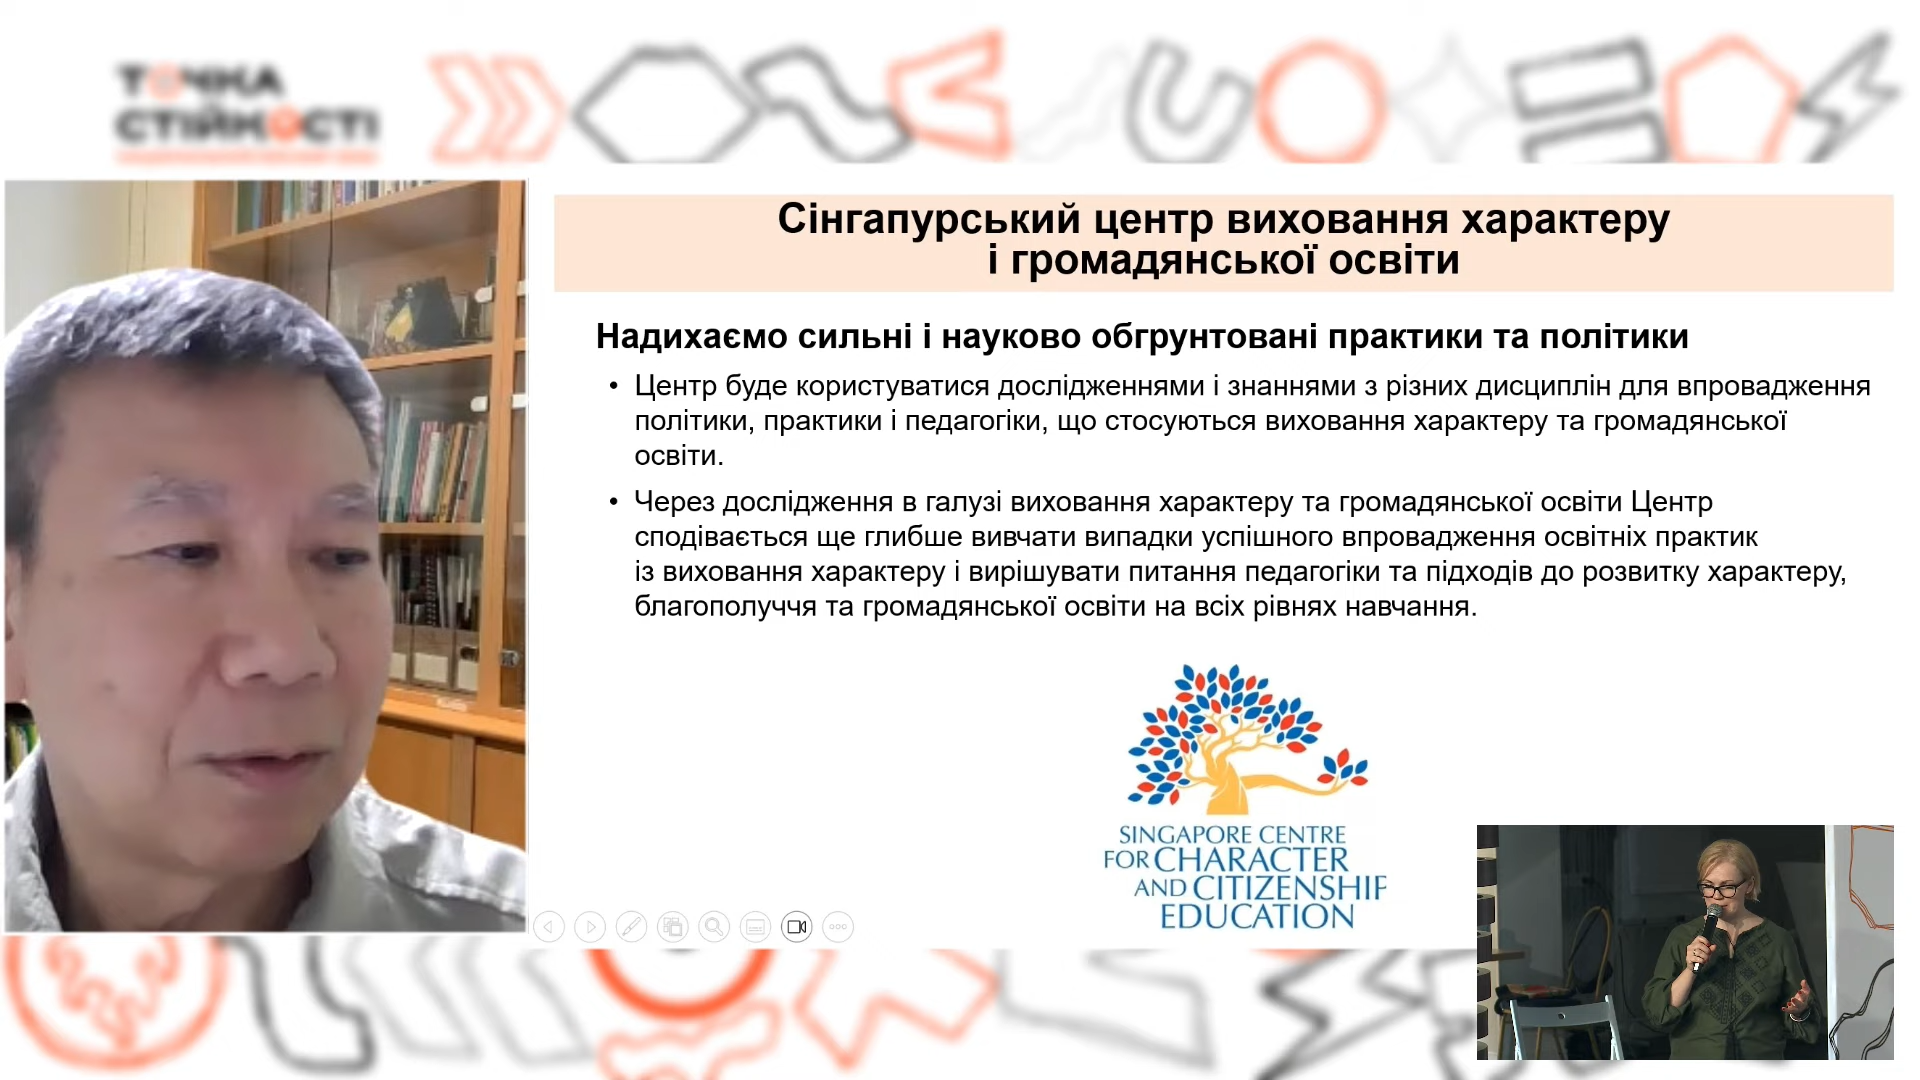 ТОЧКА
СТІЙКОСТІ
Сінгапурський центр виховання характеру
і громадянської освіти
Надихаємо сильні і науково обгрунтовані практики та політики
• Центр буде користуватися дослідженнями і знаннями з різних дисциплін для впровадження
політики, практики і педагогіки, що стосуються виховання характеру та громадянської
освіти.
• Через дослідження в галузі виховання характеру та громадянської освіти Центр
сподівається ще глибше вивчати випадки успішного впровадження освітніх практик
із виховання характеру і вирішувати питання педагогіки та підходів до розвитку характеру,
благополуччя та громадянської освіти на всіх рівнях навчання.
SINGAPORE CENTRE
FOR CHARACTER
AND CITIZENSHIP
EDUCATION